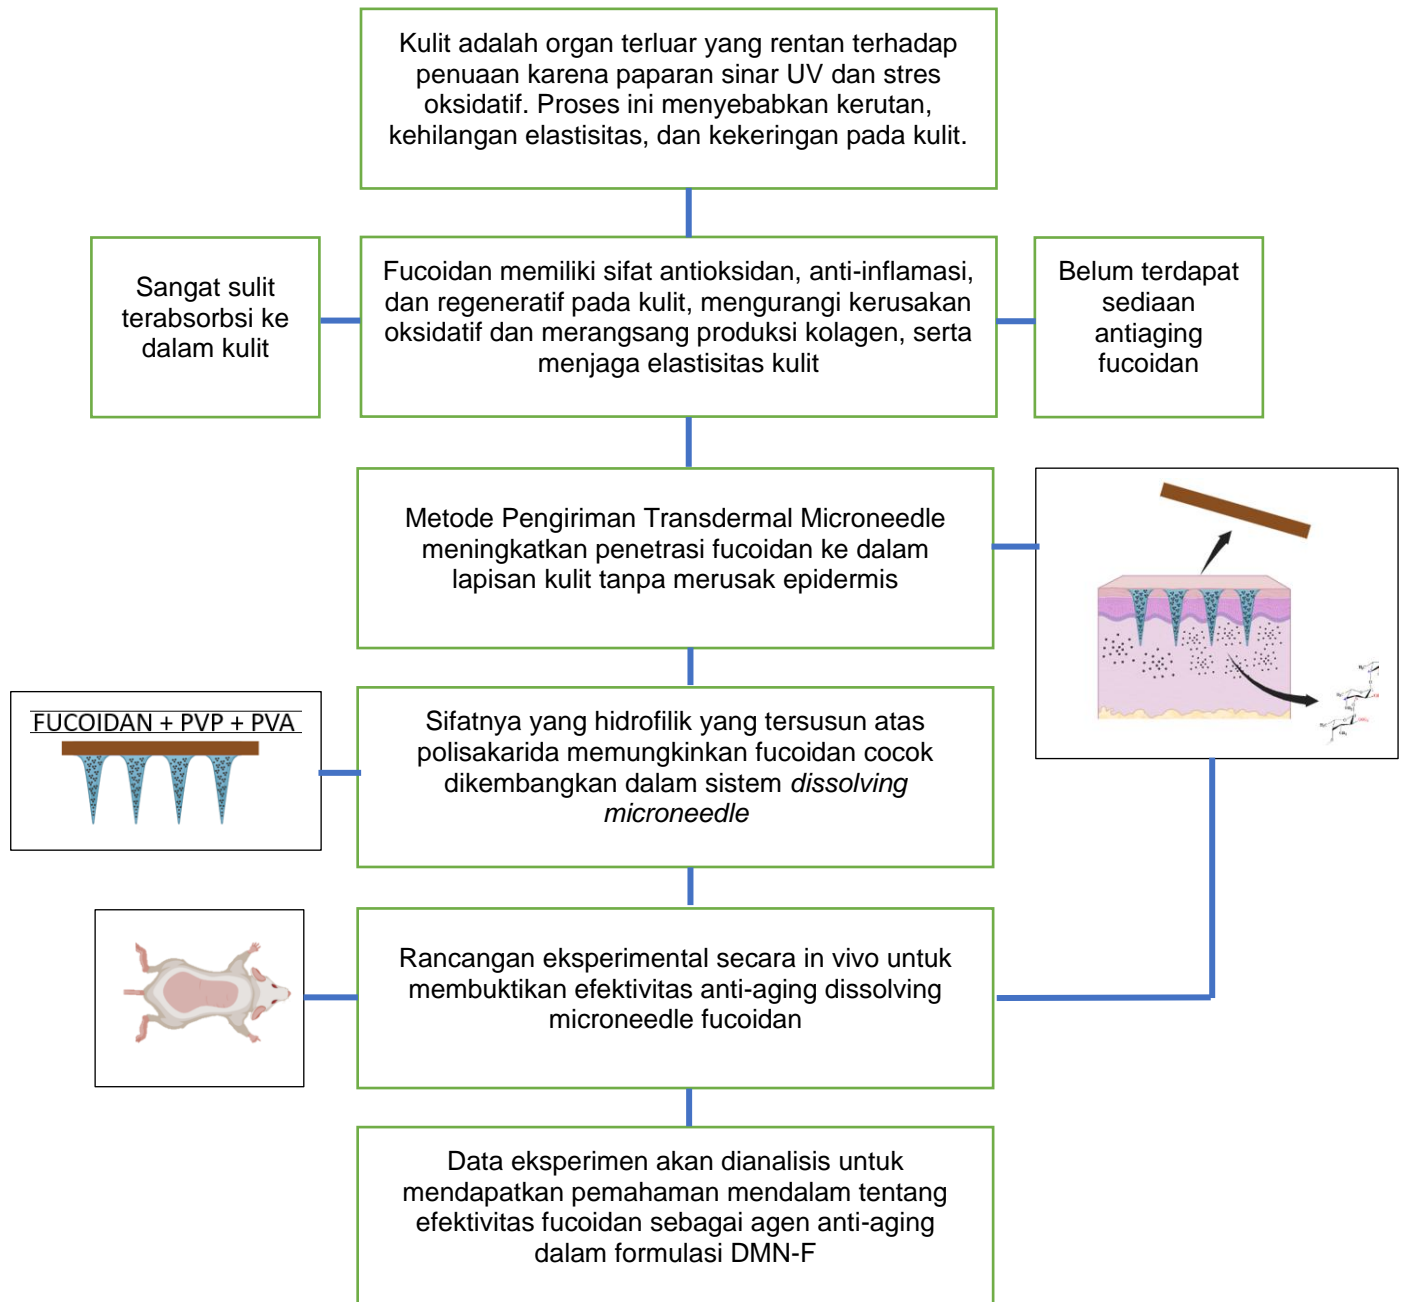 Kulit adalah organ terluar yang rentan terhadap
penuaan karena paparan sinar UV dan stres
oksidatif. Proses ini menyebabkan kerutan,
kehilangan elastisitas, dan kekeringan pada kulit.
Sangat sulit
terabsorbsi ke
dalam kulit
Fucoidan memiliki sifat antioksidan, anti-inflamasi,
dan regeneratif pada kulit, mengurangi kerusakan
oksidatif dan merangsang produksi kolagen, serta
menjaga elastisitas kulit
Belum terdapat
sediaan
antiaging
fucoidan
Metode Pengiriman Transdermal Microneedle
meningkatkan penetrasi fucoidan ke dalam
lapisan kulit tanpa merusak epidermis
FUCOIDAN + PVP + PVA
Sifatnya yang hidrofilik yang tersusun atas
polisakarida memungkinkan fucoidan cocok
dikembangkan dalam sistem dissolving
microneedle
Rancangan eksperimental secara in vivo untuk
membuktikan efektivitas anti-aging dissolving
microneedle fucoidan
Data eksperimen akan dianalisis untuk
mendapatkan pemahaman mendalam tentang
efektivitas fucoidan sebagai agen anti-aging
dalam formulasi DMN-F